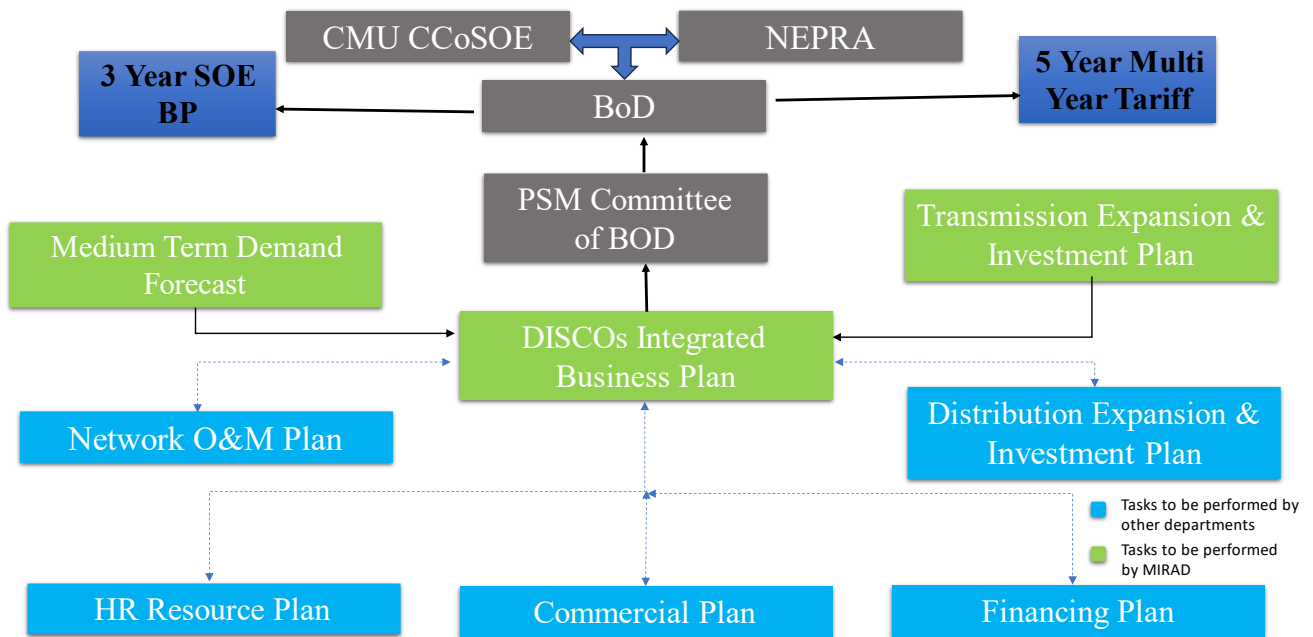 CMU CCoSOE
NEPRA
3 Year SOE
BP
BoD
5 Year Multi
Year Tariff
PSM Committee
of BOD
Transmission Expansion &
Investment Plan
Medium Term Demand
Forecast
DISCOs Integrated
Business Plan
Network O&M Plan
Distribution Expansion &
Investment Plan
Tasks to be performed by
other departments
Tasks to be performed
by MIRAD
HR Resource Plan
Commercial Plan
Financing Plan